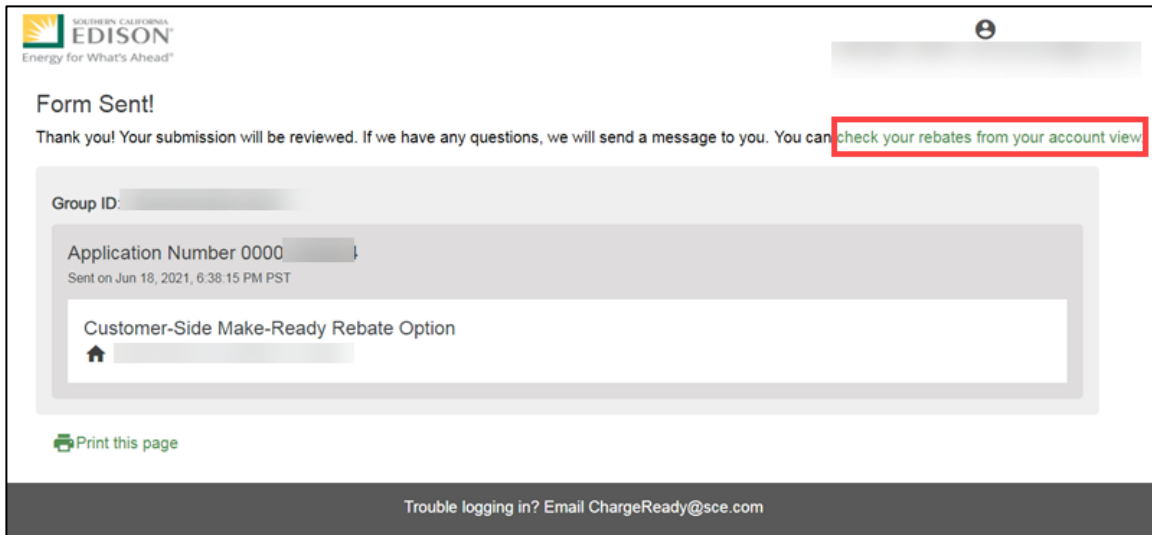 SOUTHERN CALIFORNIA
EDISON®
Energy for What's Ahead®
Form Sent!
Thank you! Your submission will be reviewed. If we have any questions, we will send a message to you. You can check your rebates from your account view.
Group ID:
Application Number 0000
Sent on Jun 18, 2021, 6:38:15 PM PST
Customer-Side Make-Ready Rebate Option
Print this page
Trouble logging in? Email ChargeReady@sce.com